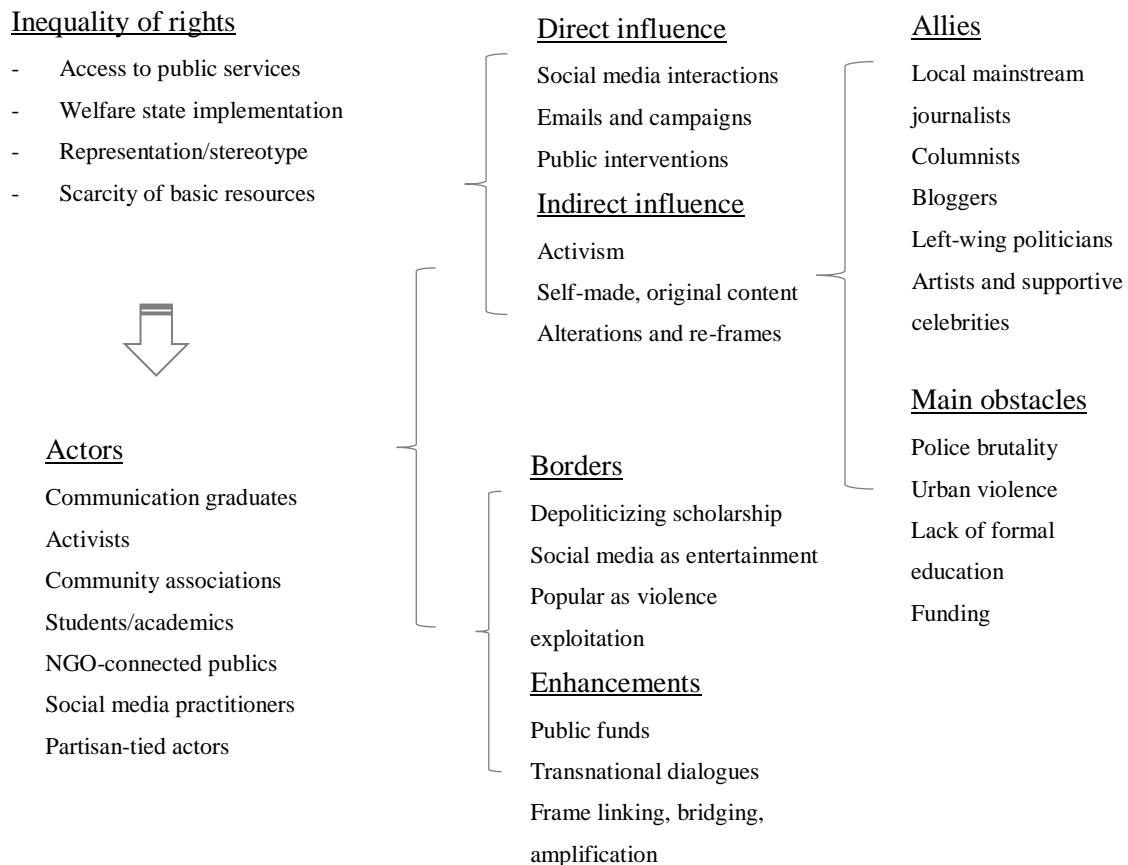 Inequality of rights
- Access to public services
- Welfare state implementation
- Representation/stereotype
- Scarcity of basic resources
Actors
Communication graduates
Activists
Community associations
Students/academics
NGO-connected publics
Social media practitioners
Partisan-tied actors
Direct influence
Social media interactions
Emails and campaigns
Public interventions
Indirect influence
Activism
Self-made, original content
Alterations and re-frames
Borders
Depoliticizing scholarship
Social media as entertainment
Popular as violence
exploitation
Enhancements
Public funds
Transnational dialogues
Frame linking, bridging,
amplification
Allies
Local mainstream
journalists
Columnists
Bloggers
Left-wing politicians
Artists and supportive
celebrities
Main obstacles
Police brutality
Urban violence
Lack of formal
education
Funding